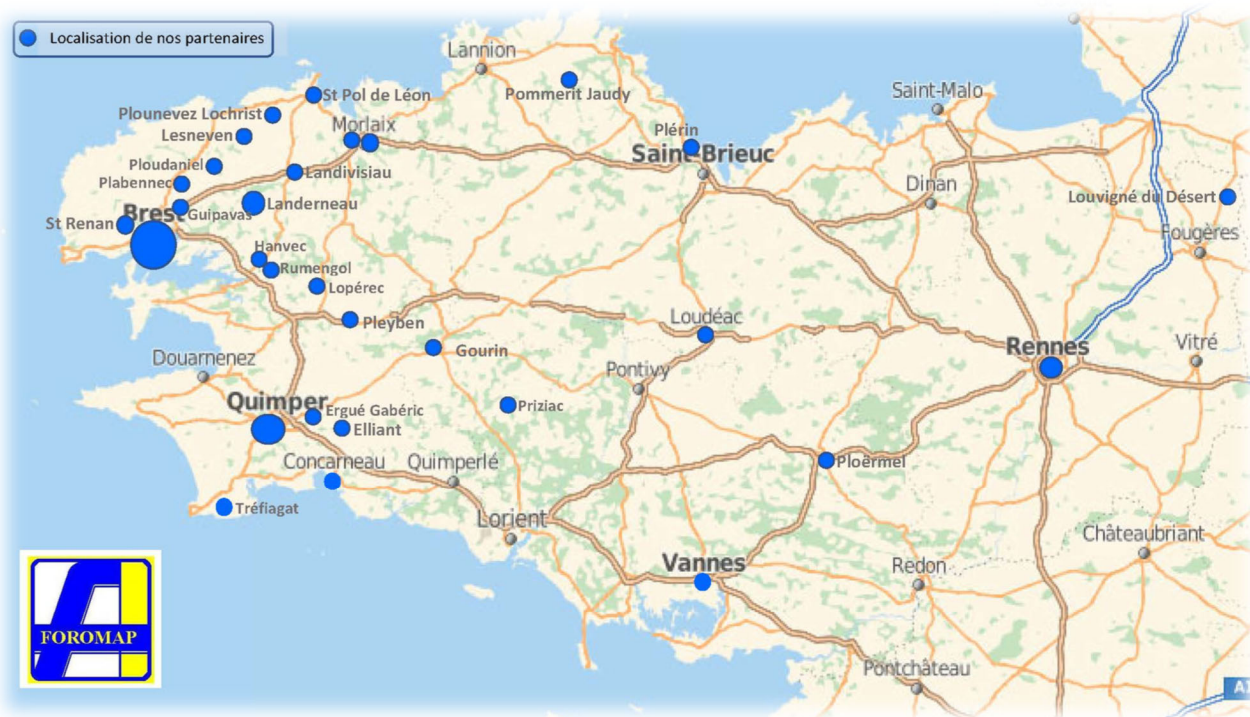 Localisation de nos partenaires
Lannion
St Pol de Léon
Pommerit Jaudy
Saint-Malo
Plounevez Lochrist
Morlaix
Plérin
Lesneven
Saint-Brieuc
Ploudaniel
Landivisiau
Plabennec
Dinan
Louvigné du Désert
Landerneau
Brest
Guipavas
St Renan
Fougères
Hanvec
Rumengol
Lopérec
Pleyben
Loudéac
Rennes
Vitré
Gourin
Douarnenez
Pontivy
Quimper
Ergué Gabéric
Priziac
Elliant
Concarneau
Quimperlé
Ploërmel
Tréfiagat
Lorient
Châteaubriant
Vannes
Redon
FOROMAP
Pontchâteau